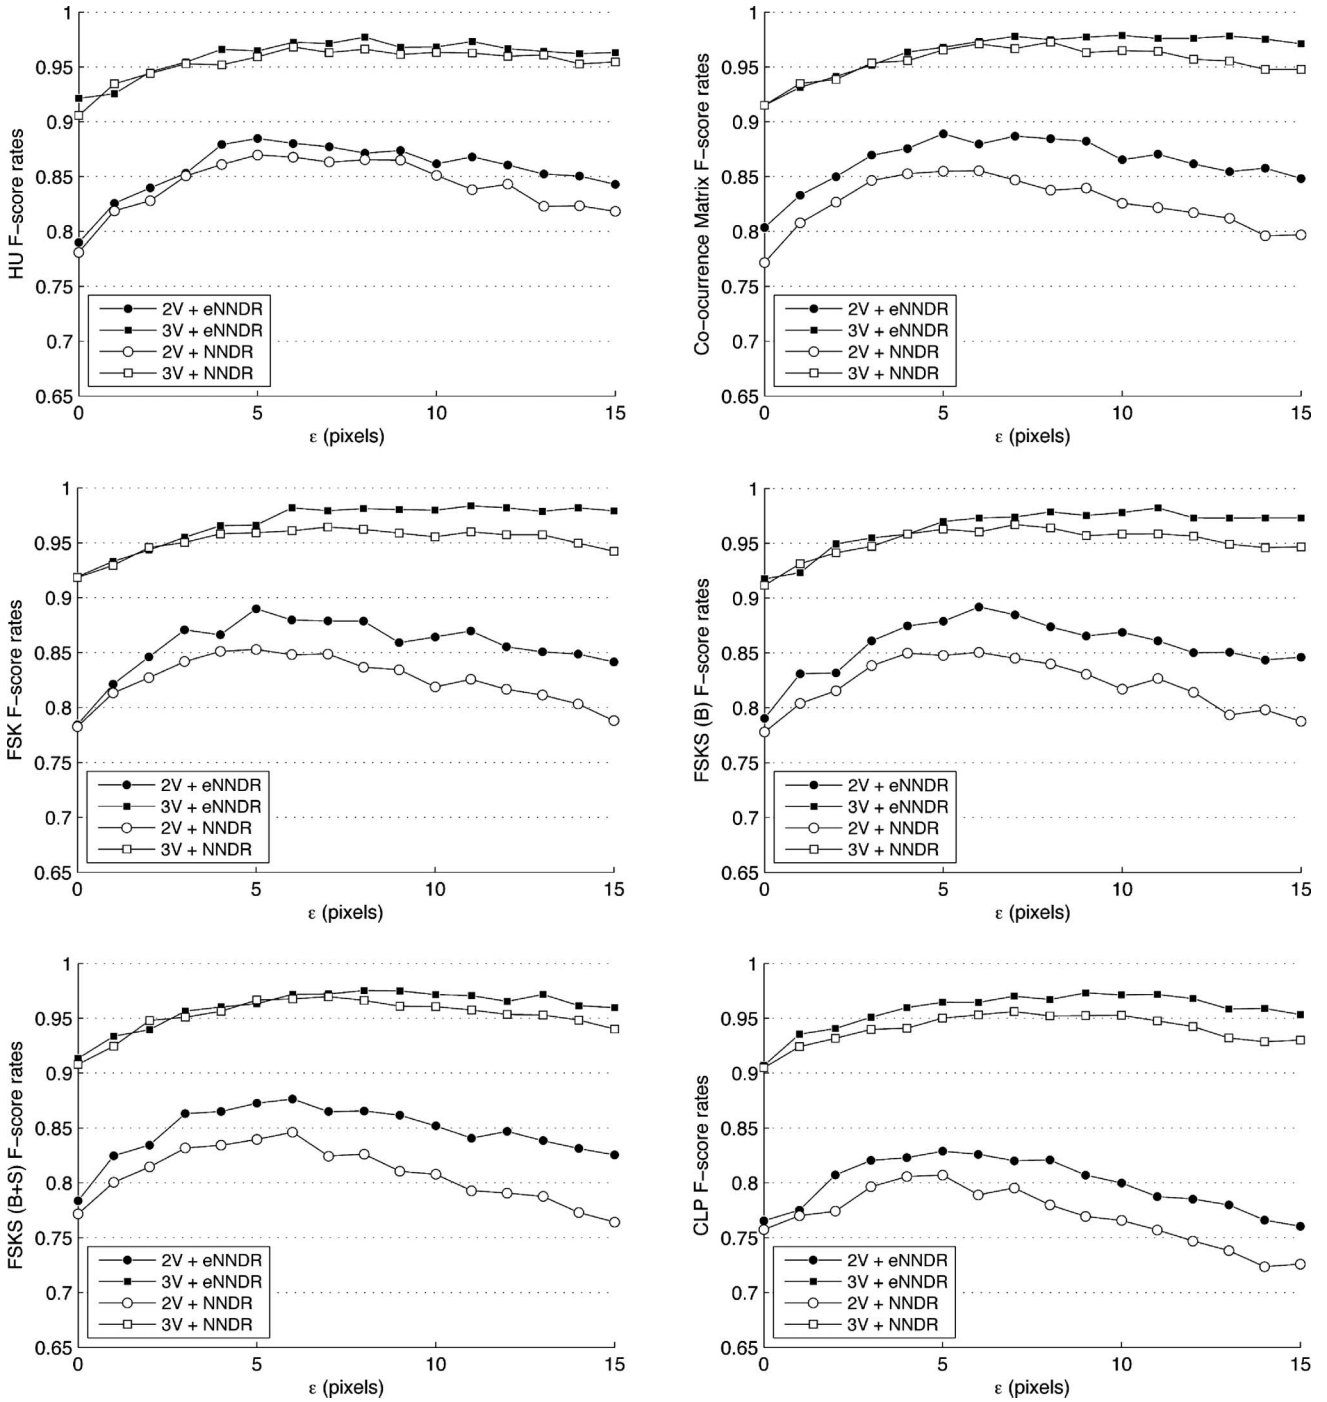 HU F-score rates
1
0.95
0.9
0.85
0.8
0.75
0.7
0.65
2V + eNNDR
3V + eNNDR
2V + NNDR
3V + NNDR
0 5 10 15
ε (pixels)
Co-ocurrence Matrix F-score rates
1
0.95
0.9
0.85
0.8
0.75
0.7
0.65
2V + eNNDR
3V + eNNDR
2V + NNDR
3V + NNDR
0 5 10 15
ε (pixels)
FSK F-score rates
1
0.95
0.9
0.85
0.8
0.75
0.7
0.65
2V + eNNDR
3V + eNNDR
2V + NNDR
3V + NNDR
0 5 10 15
ε (pixels)
FSKS (B) F-score rates
1
0.95
0.9
0.85
0.8
0.75
0.7
0.65
2V + eNNDR
3V + eNNDR
2V + NNDR
3V + NNDR
0 5 10 15
ε (pixels)
FSKS (B+S) F-score rates
1
0.95
0.9
0.85
0.8
0.75
0.7
0.65
2V + eNNDR
3V + eNNDR
2V + NNDR
3V + NNDR
0 5 10 15
ε (pixels)
CLP F-score rates
1
0.95
0.9
0.85
0.8
0.75
0.7
0.65
2V + eNNDR
3V + eNNDR
2V + NNDR
3V + NNDR
0 5 10 15
ε (pixels)